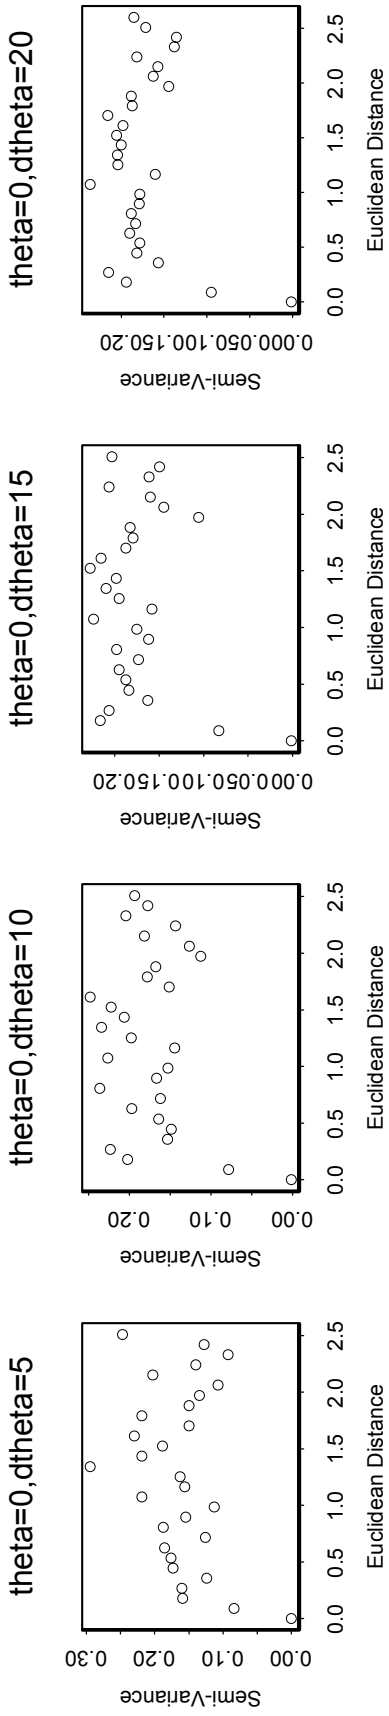 theta=0,dtheta=5
0.00 0.10 0.20 0.30
Semi-Variance
0.0 0.5 1.0 1.5 2.0 2.5
Euclidean Distance
theta=0,dtheta=10
0.00 0.10 0.20
Semi-Variance
0.0 0.5 1.0 1.5 2.0 2.5
Euclidean Distance
theta=0,dtheta=15
0.000.050.100.150.20
Semi-Variance
0.0 0.5 1.0 1.5 2.0 2.5
Euclidean Distance
theta=0,dtheta=20
0.000.050.100.150.20
Semi-Variance
0.0 0.5 1.0 1.5 2.0 2.5
Euclidean Distance